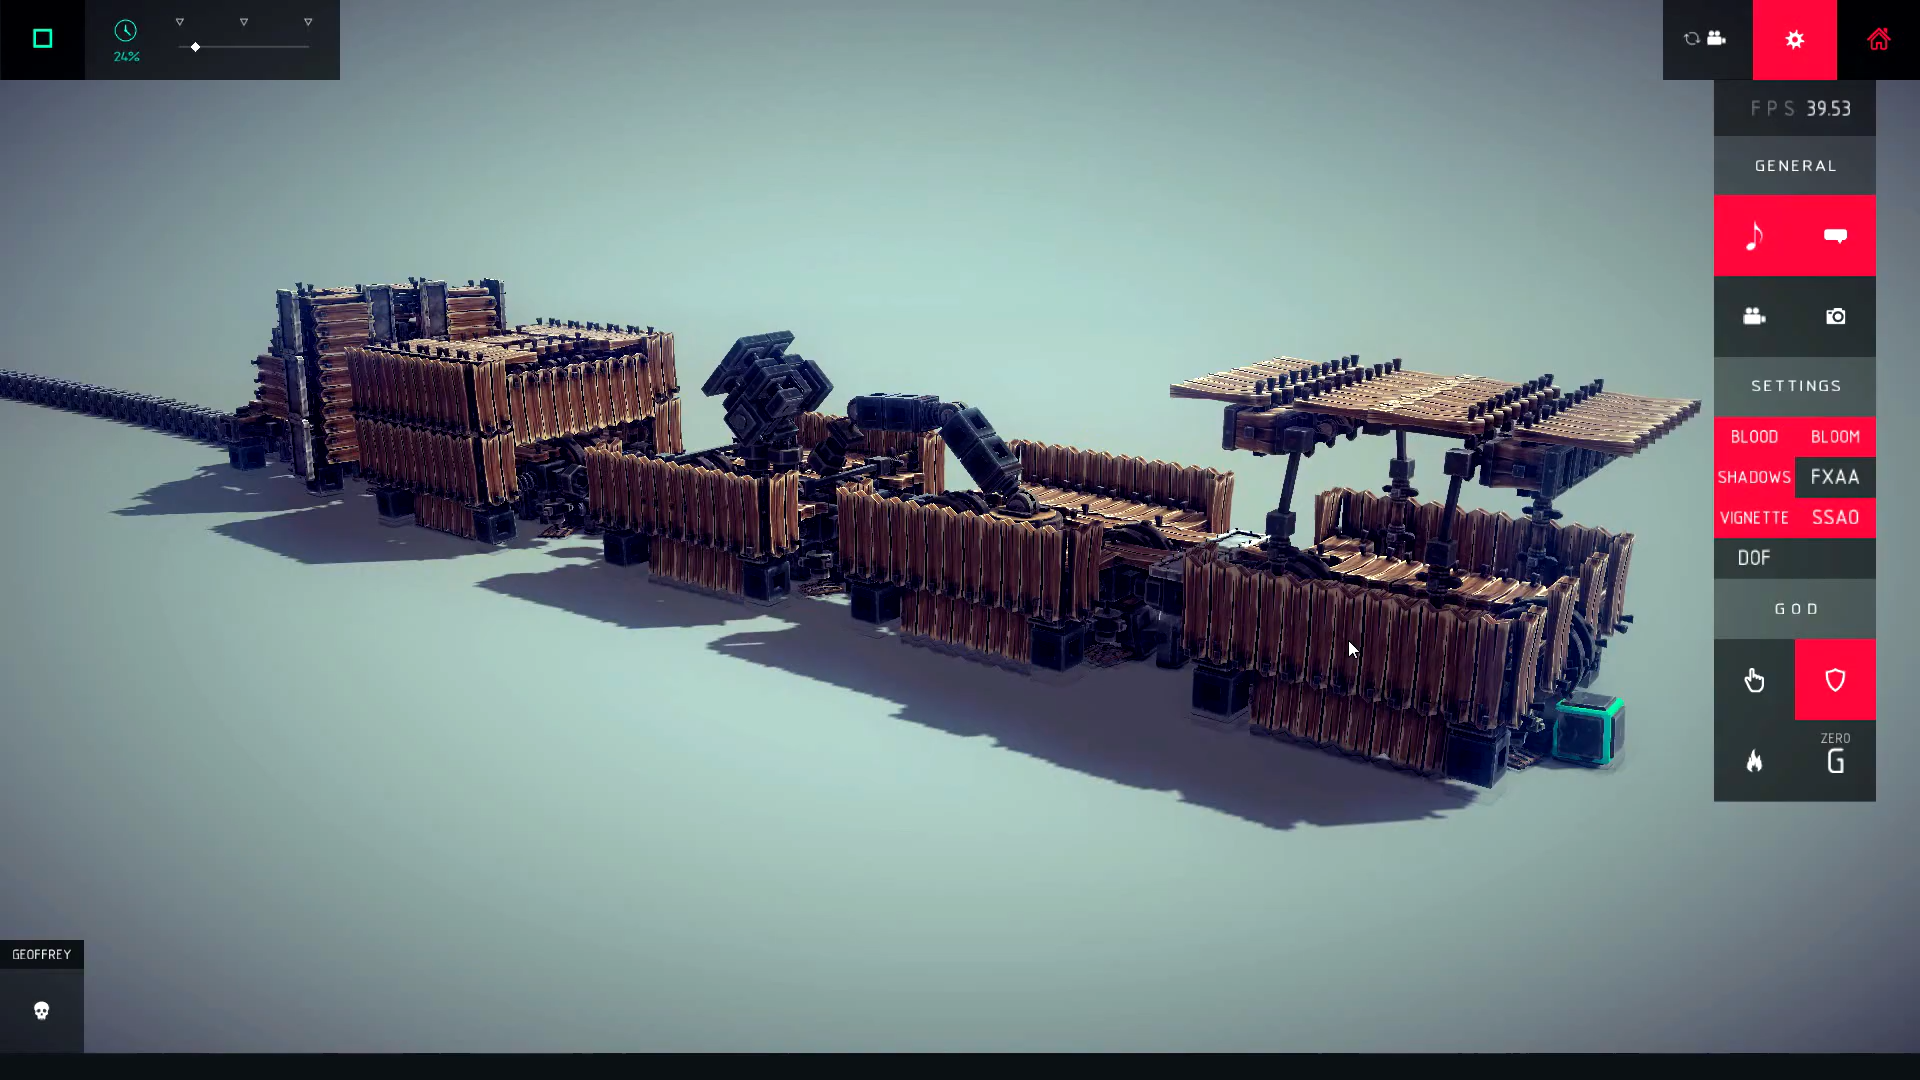 24%
FPS 39.53
GENERAL
SETTINGS
BLOOD BLOOM
SHADOWS FXAA
VIGNETTE SSAO
DOF
GOD
ZERO
G
GEOFFREY